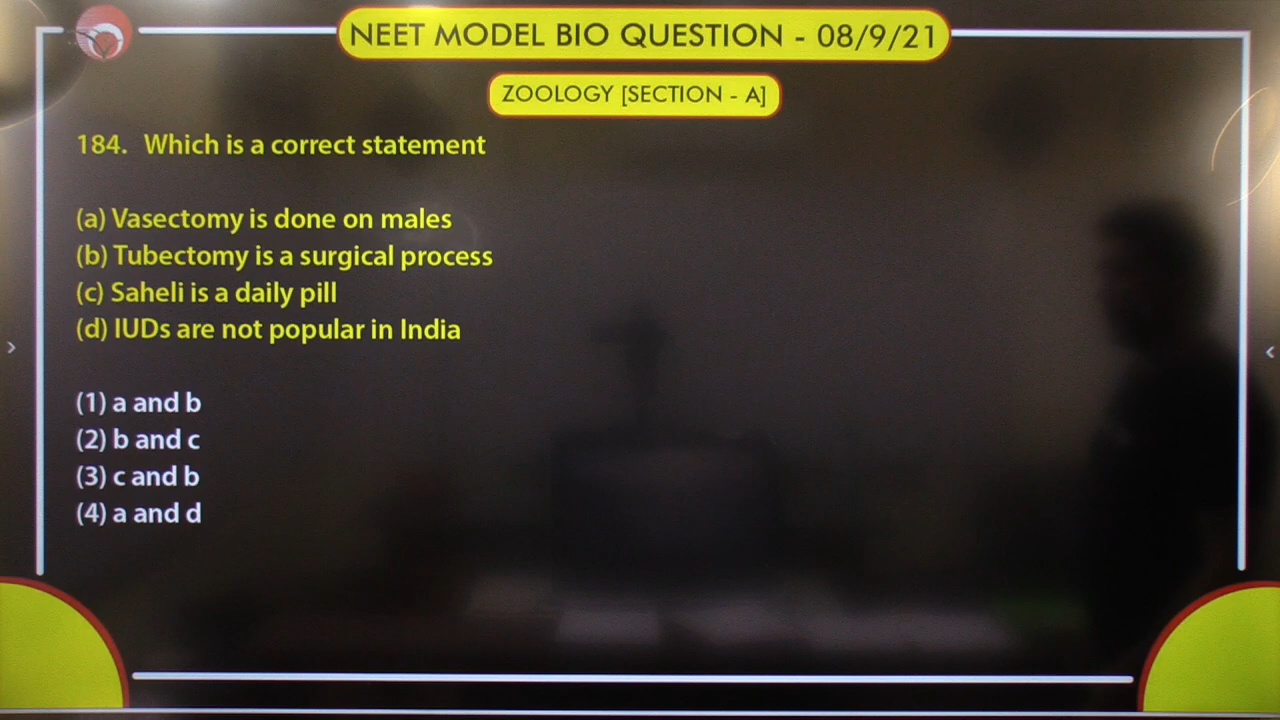 NEET MODEL BIO QUESTION - 08/9/21
ZOOLOGY [SECTION - A]
184. Which is a correct statement
(a) Vasectomy is done on males
(b) Tubectomy is a surgical process
(c) Saheli is a daily pill
(d) IUDs are not popular in India
(1) a and b
(2) b and c
(3) c and b
(4) a and d